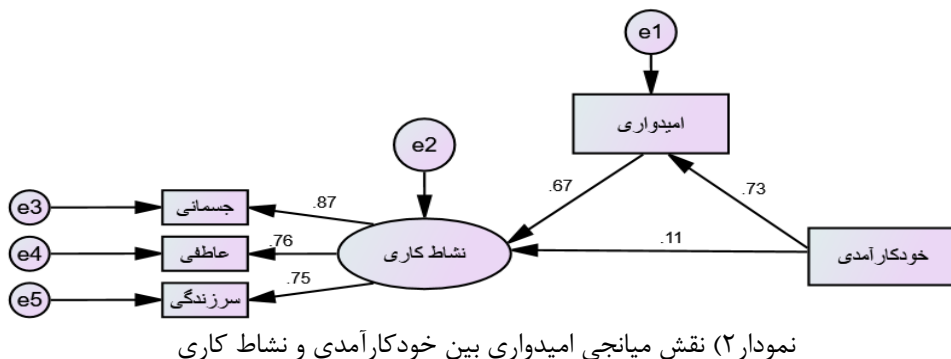 e1
امیدواری
e2
.67
.73
e3
جسمانی
.87
e4
عاطفی
.76
نشاط کاری
.11
خودکارآمدی
e5
سرزندگی
.75
نمودار۲) نقش میانجی امیدواری بین خودکارآمدی و نشاط کاری